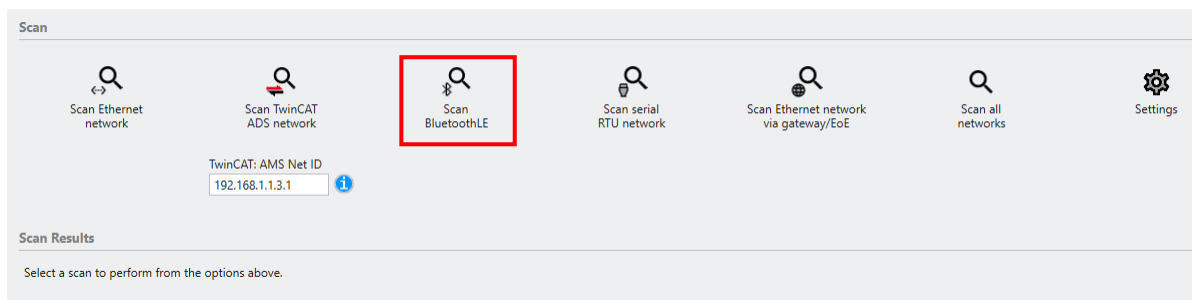 Scan
Scan Ethernet
network
Scan TwinCAT
ADS network
Scan
BluetoothLE
Scan serial
RTU network
Scan Ethernet network
via gateway/EoE
Scan all
networks
Settings
TwinCAT: AMS Net ID
192.168.1.1.3.1
Scan Results
Select a scan to perform from the options above.